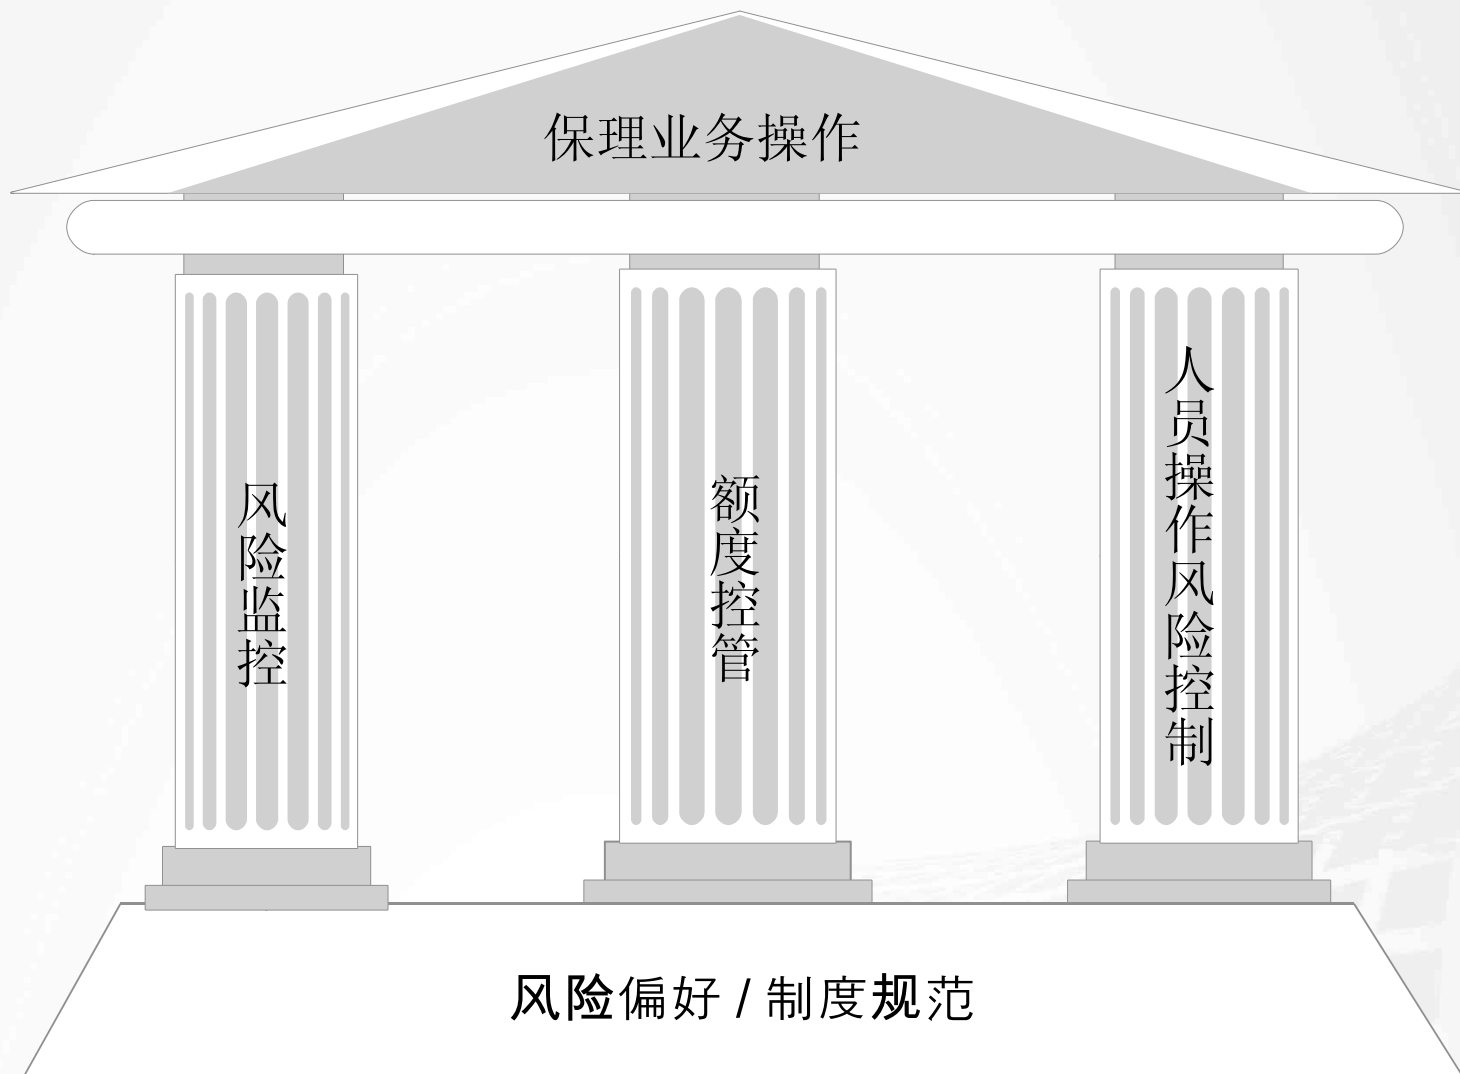 保理业务操作
风险监控
额度控管
人员操作风险控制
风险偏好 / 制度规范